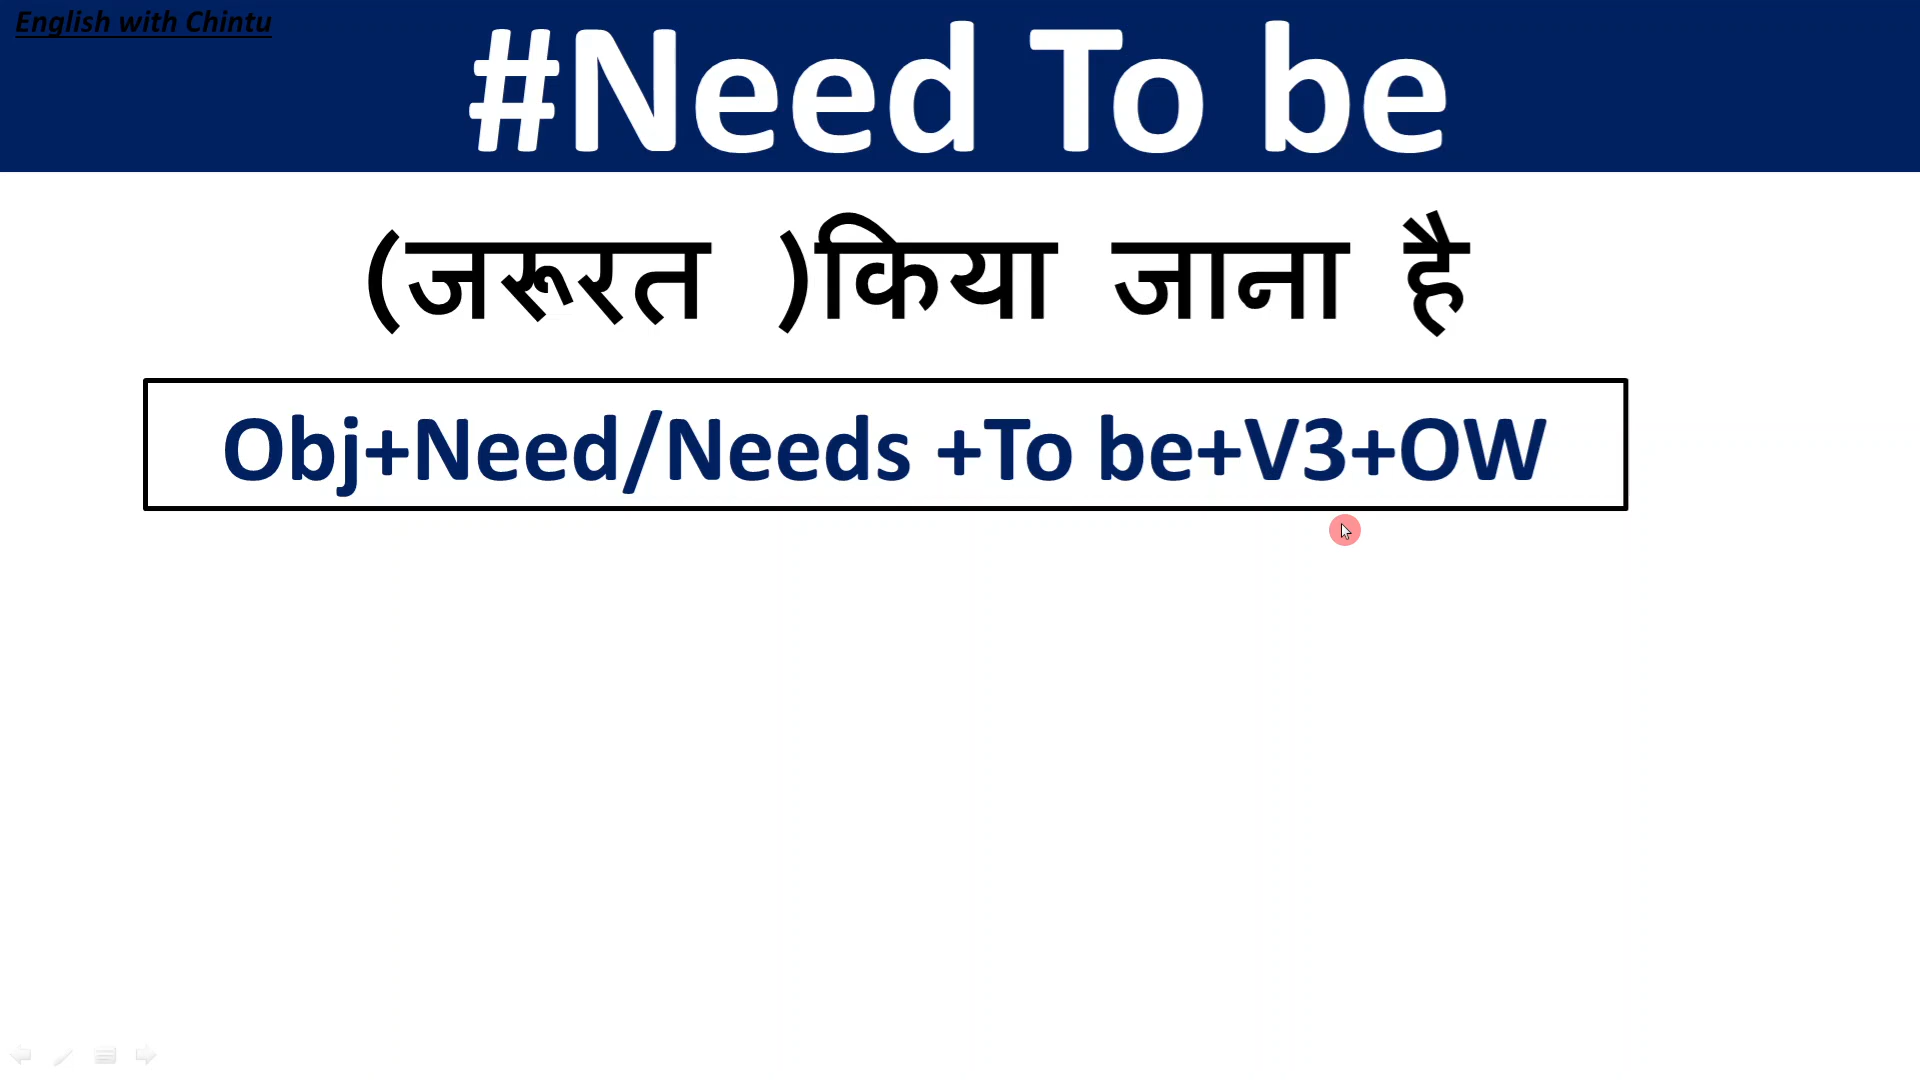 English with Chintu
#Need To be
(जरूरत )किया जाना है
Obj+Need/Needs +To be+V3+OW